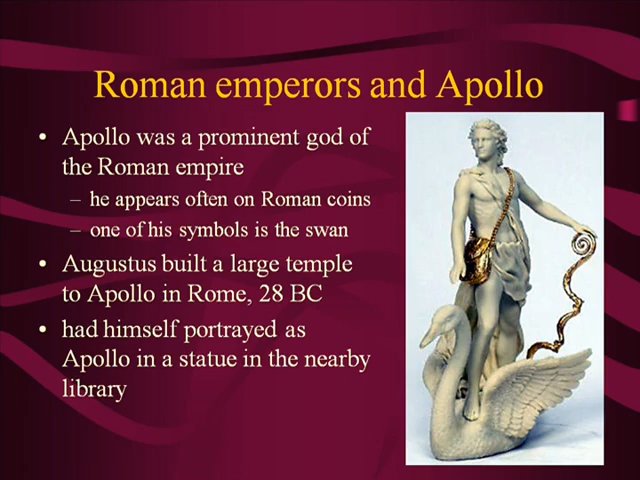 Roman emperors and Apollo
• Apollo was a prominent god of
the Roman empire
– he appears often on Roman coins
– one of his symbols is the swan
• Augustus built a large temple
to Apollo in Rome, 28 BC
• had himself portrayed as
Apollo in a statue in the nearby
library